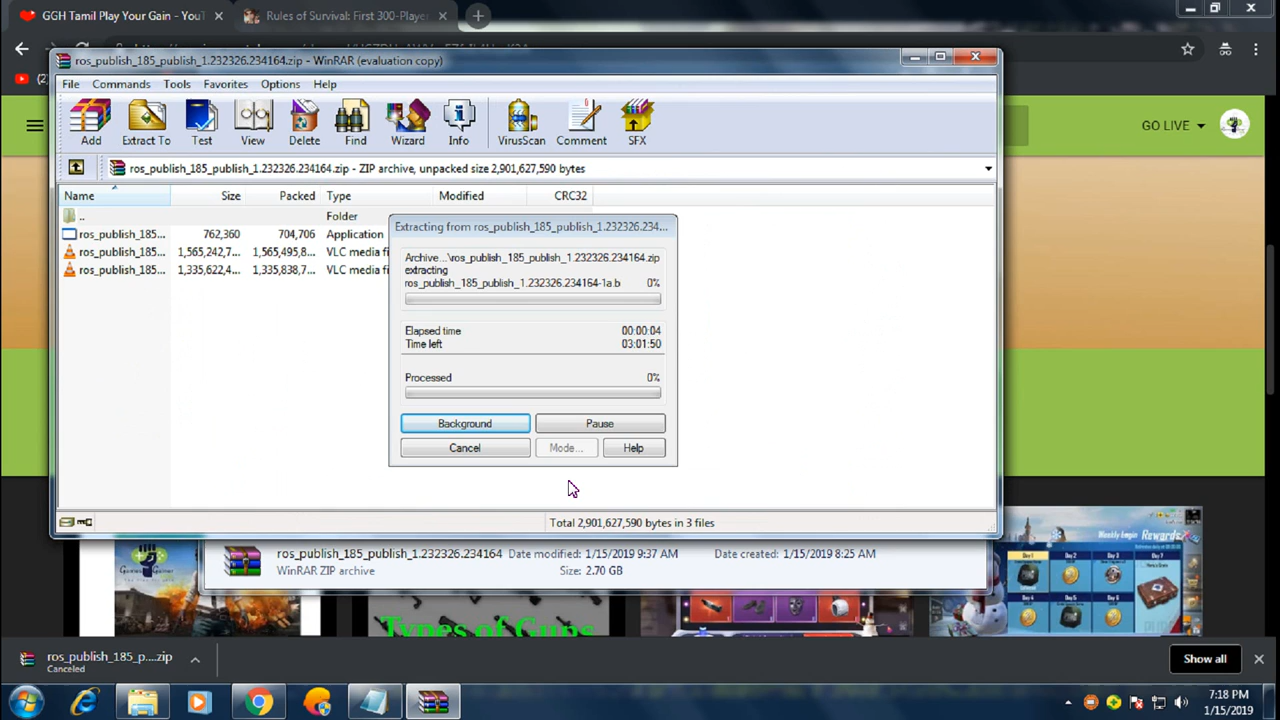 GGH Tamil Play Your Gain - YouT
Rules of Survival: First 300-Player
ros_publish_185_publish_1.232326.234164.zip - WinRAR (evaluation copy)
File Commands Tools Favorites Options Help
Add Extract To Test View Delete Find Wizard Info VirusScan Comment SFX
GO LIVE
ros_publish_185_publish_1.232326.234164.zip - ZIP archive, unpacked size 2,901,627,590 bytes
Name Size Packed Type Modified CRC32
.. Folder
ros_publish_185... 762,360 704,706 Application
ros_publish_185... 1,565,242,7... 1,565,495,8... VLC media fi
ros_publish_185... 1,335,622,4... 1,335,838,7... VLC media fi
Extracting from ros_publish_185_publish_1.232326.234...
Archive...\ros_publish_185_publish_1.232326.234164.zip
extracting
ros_publish_185_publish_1.232326.234164-1a.b 0%
Elapsed time 00:00:04
Time left 03:01:50
Processed 0%
Background Pause
Cancel Mode... Help
Total 2,901,627,590 bytes in 3 files
ros_publish_185_publish_1.232326.234164 Date modified: 1/15/2019 9:37 AM Date created: 1/15/2019 8:25 AM
WinRAR ZIP archive Size: 2.70 GB
Weekly login Rewards
Types of Guns
ros_publish_185_p....zip
Canceled
Show all
7:18 PM
1/15/2019